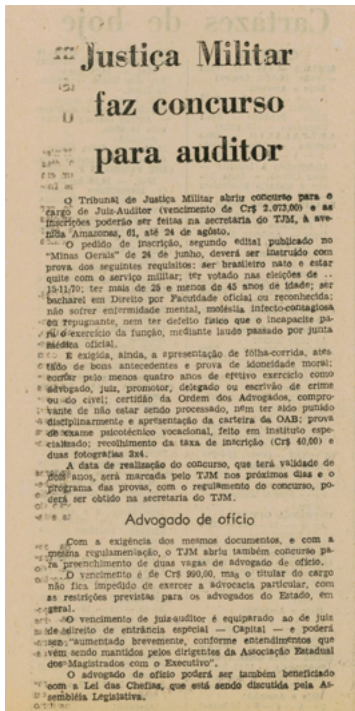 Justiça Militar
faz concurso
para auditor
O Tribunal de Justiça Militar abriu concurso para o
cargo de Juiz-Auditor (vencimento de Cr$ 2.073,00) e as
inscrições poderão ser feitas na secretaria do TJM, à ave-
nida Amazonas, 61, até 24 de agôsto.
O pedido de inscrição, segundo edital publicado no
"Minas Gerais" de 24 de junho, deverá ser instruído com
prova dos seguintes requisitos: ser brasileiro nato e estar
quite com o serviço militar; ter votado nas eleições de ..
15-11-70; ter mais de 25 e menos de 45 anos de idade; ser
bacharel em Direito por Faculdade oficial ou reconhecida;
não sofrer enfermidade mental, moléstia infecto-contagiosa
ou repugnante, nem ter defeito físico que o incapacite pa-
ra o exercício da função, mediante laudo passado por junta
médica oficial.
É exigida, ainda, a apresentação de fôlha-corrida, ates-
tado de bons antecedentes e prova de idoneidade moral;
contar pelo menos quatro anos de efetivo exercício como
advogado, juiz, promotor, delegado ou escrivão de crime
ou do cível; certidão da Ordem dos Advogados, compro-
vante de não estar sendo processado, nem ter sido punido
disciplinarmente e apresentação da carteira da OAB; prova
de exame psicotécnico vocacional, feito em instituto espe-
cializado; recolhimento da taxa de inscrição (Cr$ 40,00) e
duas fotografias 3x4.
A data de realização do concurso, que terá validade de
dois anos, será marcada pelo TJM nos próximos dias e o
programa das provas, com o regulamento do concurso, po-
derá ser obtido na secretaria do TJM.
Advogado de ofício
Com a exigência dos mesmos documentos, e com a
mesma regulamentação, o TJM abriu também concurso pa-
ra preenchimento de duas vagas de advogado de ofício.
O vencimento é de Cr$ 990,00, mas o titular do cargo
não fica impedido de exercer a advocacia particular, com
as restrições previstas para os advogados do Estado, em
geral.
O vencimento de juiz-auditor é equiparado ao de juiz
de direito de entrância especial — Capital — e poderá
ser "aumentado brevemente, conforme entendimentos que
vêm sendo mantidos pelos dirigentes da Associação Estadual
dos Magistrados com o Executivo".
O advogado de ofício poderá ser também beneficiado
com a Lei das Chefias, que está sendo discutida pela As-
sembléia Legislativa.